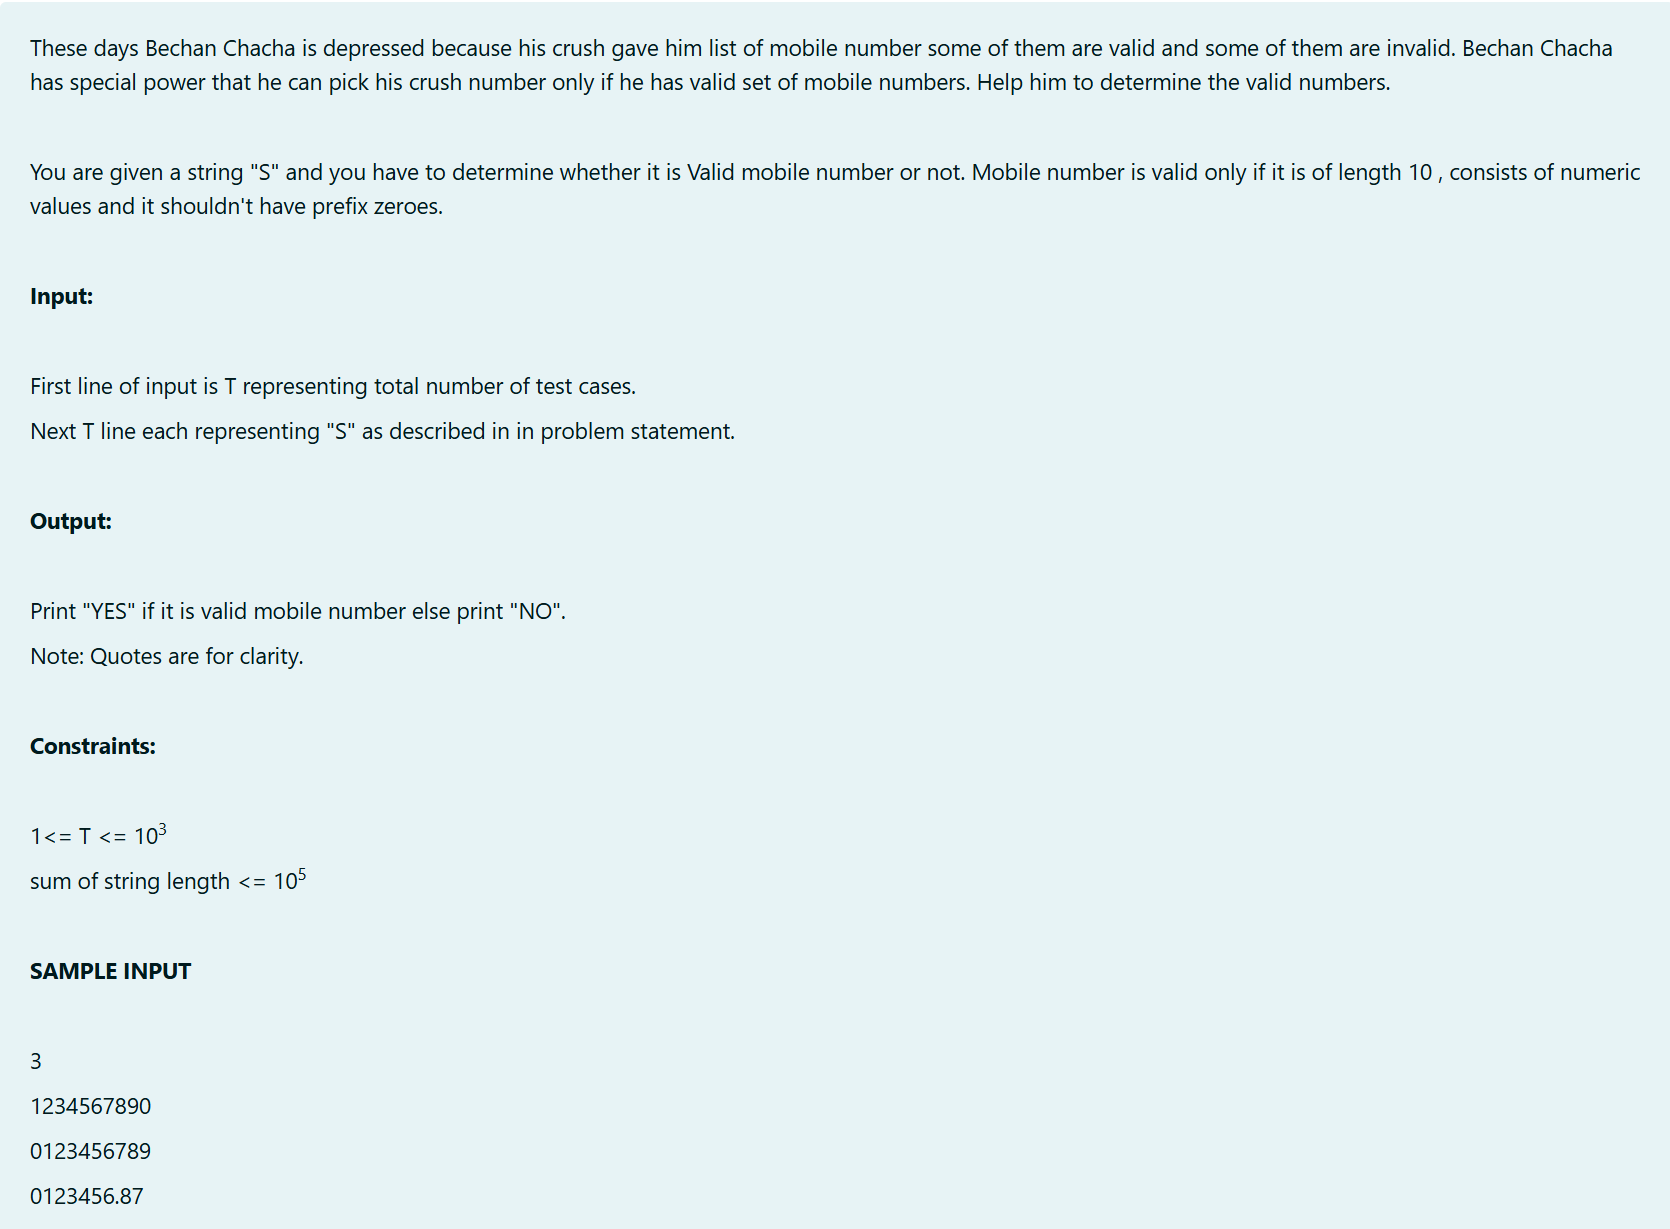 These days Bechan Chacha is depressed because his crush gave him list of mobile number some of them are valid and some of them are invalid. Bechan Chacha
has special power that he can pick his crush number only if he has valid set of mobile numbers. Help him to determine the valid numbers.
You are given a string "S" and you have to determine whether it is Valid mobile number or not. Mobile number is valid only if it is of length 10 , consists of numeric
values and it shouldn't have prefix zeroes.
Input:
First line of input is T representing total number of test cases.
Next T line each representing "S" as described in in problem statement.
Output:
Print "YES" if it is valid mobile number else print "NO".
Note: Quotes are for clarity.
Constraints:
1<= T <= 10³
sum of string length <= 10⁵
SAMPLE INPUT
3
1234567890
0123456789
0123456.87